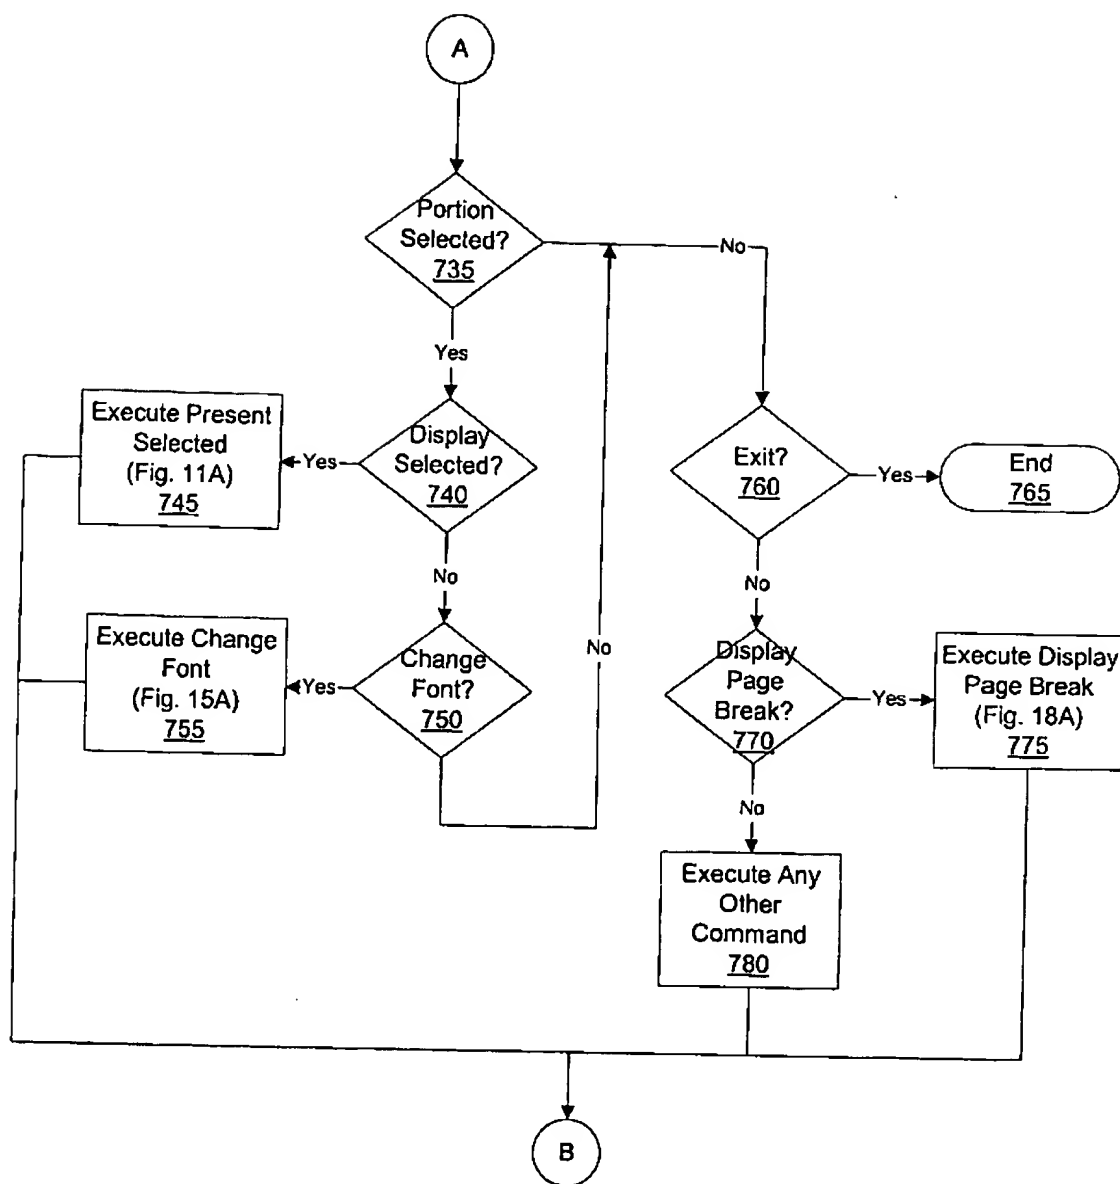 A
Portion
Selected?
735
No
Yes
Execute Present
Selected
(Fig. 11A)
745
Yes
Display
Selected?
740
Exit?
760
Yes
End
765
No
No
Execute Change
Font
(Fig. 15A)
755
Yes
Change
Font?
750
No
Display
Page
Break?
770
Yes
Execute Display
Page Break
(Fig. 18A)
775
No
Execute Any
Other
Command
780
B